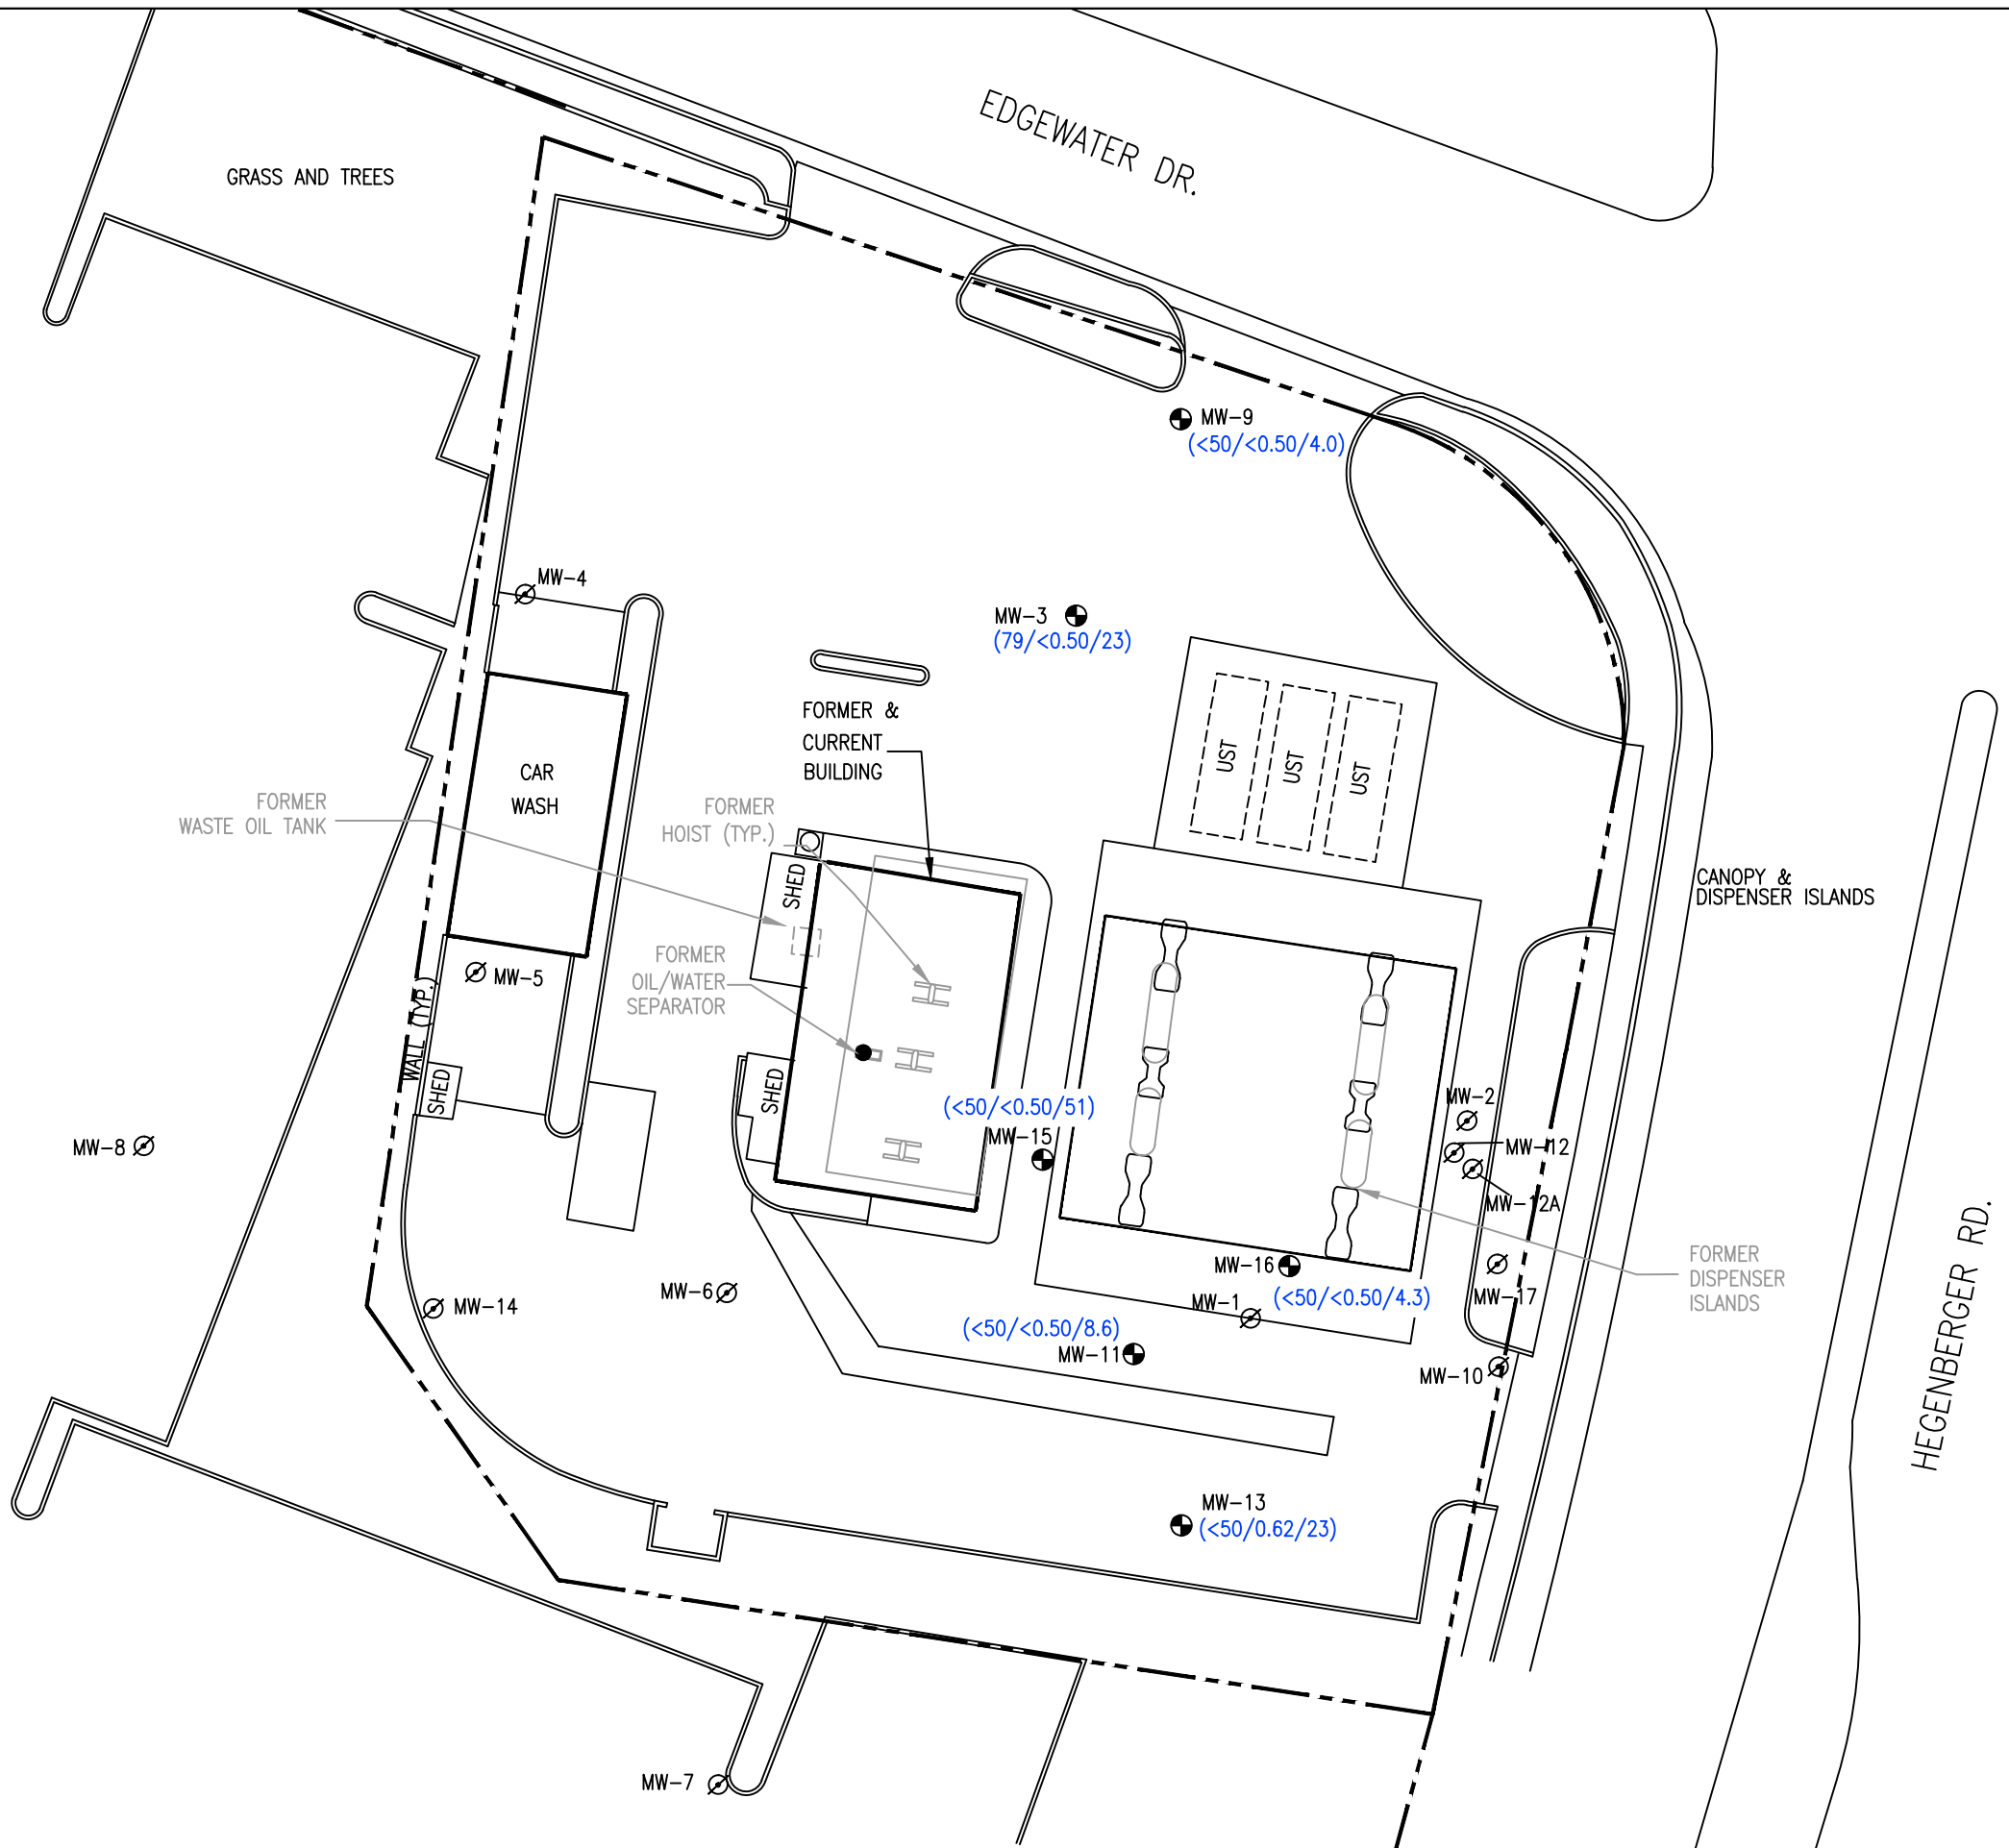 EDGEWATER DR.
GRASS AND TREES
MW-9
(<50/<0.50/4.0)
MW-4
MW-3
(79/<0.50/23)
FORMER &
CURRENT
BUILDING
UST
UST
UST
CAR
WASH
FORMER
WASTE OIL TANK
FORMER
HOIST (TYP.)
SHED
CANOPY &
DISPENSER ISLANDS
FORMER
OIL/WATER
SEPARATOR
MW-5
WALL (TYP.)
SHED
SHED
(<50/<0.50/51)
MW-15
MW-2
MW-12
MW-12A
MW-8
HEGENBERGER RD.
FORMER
DISPENSER
ISLANDS
MW-16
(<50/<0.50/4.3)
MW-17
MW-6
MW-14
MW-1
(<50/<0.50/8.6)
MW-11
MW-10
MW-13
(<50/0.62/23)
MW-7